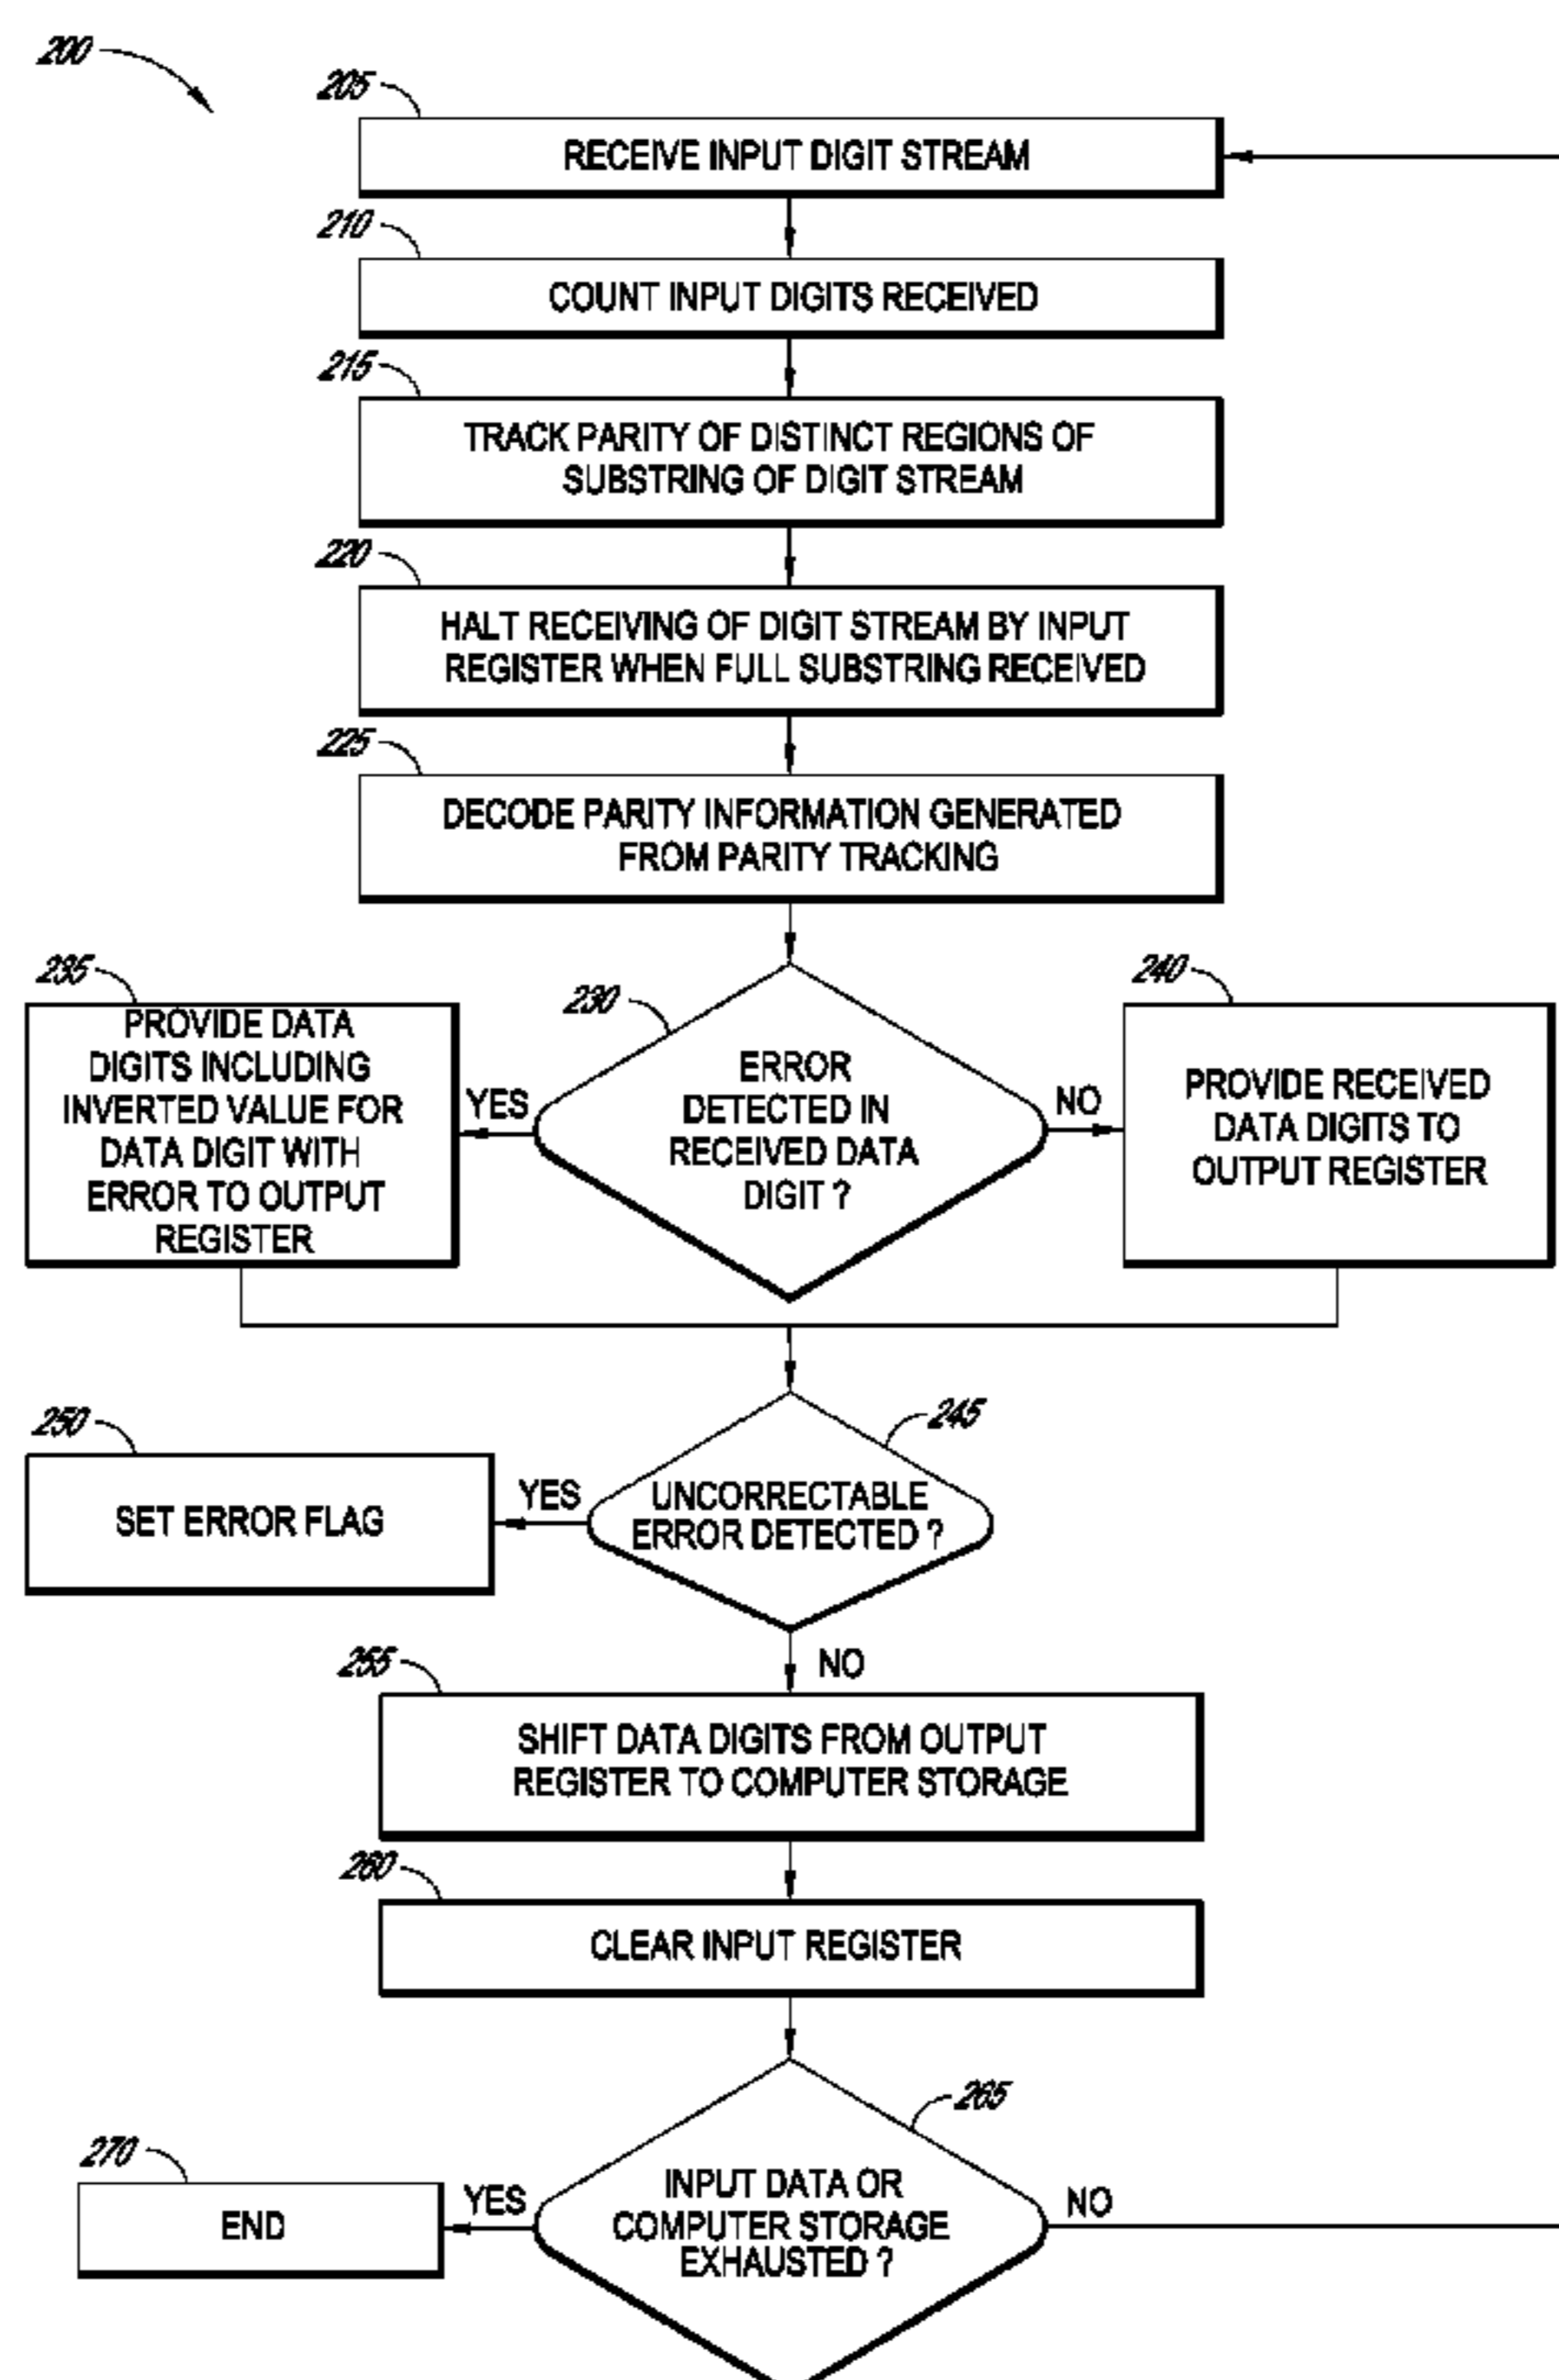 200
205
RECEIVE INPUT DIGIT STREAM
210
COUNT INPUT DIGITS RECEIVED
215
TRACK PARITY OF DISTINCT REGIONS OF
SUBSTRING OF DIGIT STREAM
220
HALT RECEIVING OF DIGIT STREAM BY INPUT
REGISTER WHEN FULL SUBSTRING RECEIVED
225
DECODE PARITY INFORMATION GENERATED
FROM PARITY TRACKING
235
PROVIDE DATA
DIGITS INCLUDING
INVERTED VALUE FOR
DATA DIGIT WITH
ERROR TO OUTPUT
REGISTER
YES
230
ERROR
DETECTED IN
RECEIVED DATA
DIGIT ?
NO
240
PROVIDE RECEIVED
DATA DIGITS TO
OUTPUT REGISTER
250
SET ERROR FLAG
YES
245
UNCORRECTABLE
ERROR DETECTED ?
NO
255
SHIFT DATA DIGITS FROM OUTPUT
REGISTER TO COMPUTER STORAGE
260
CLEAR INPUT REGISTER
265
INPUT DATA OR
COMPUTER STORAGE
EXHAUSTED ?
NO
YES
270
END